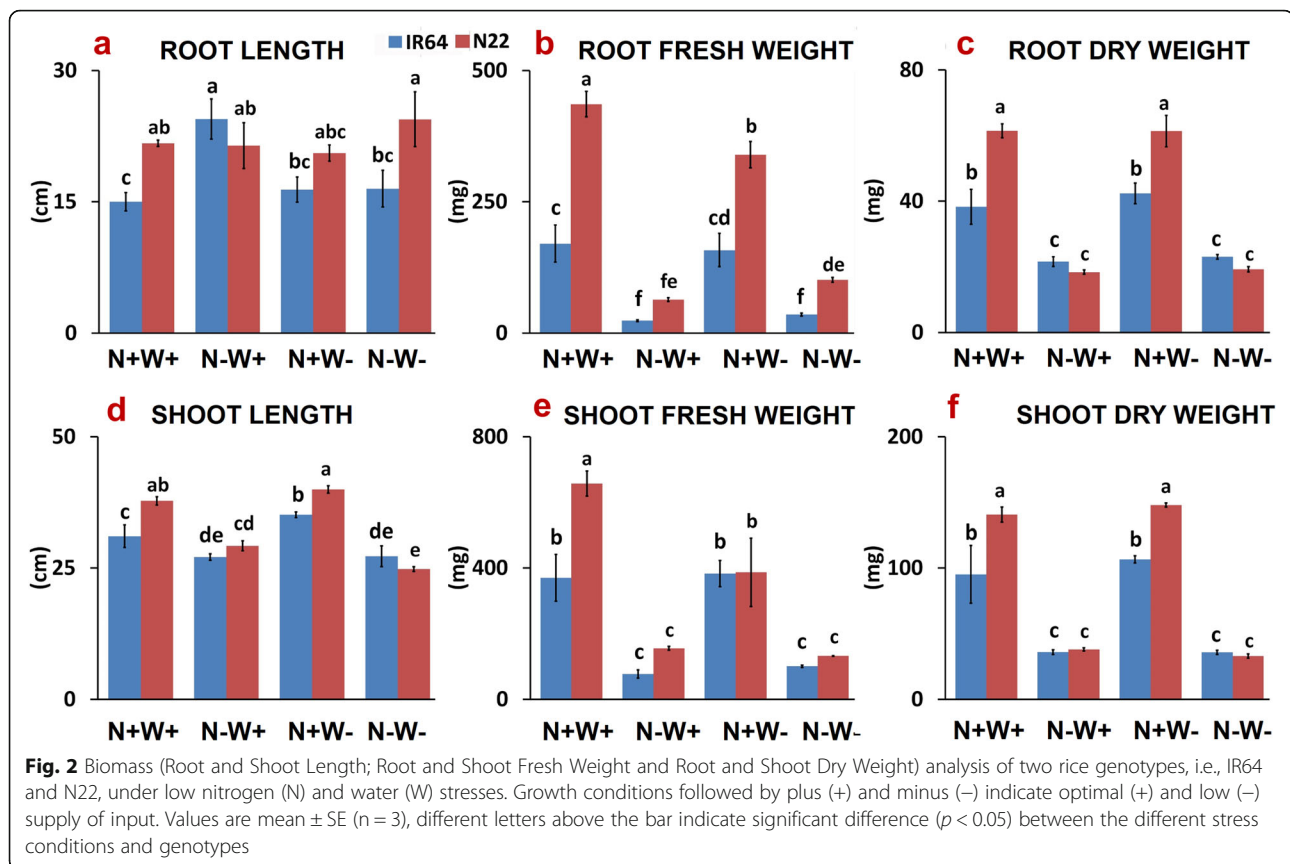 a ROOT LENGTH
IR64 N22
30
15
0
(cm)
c ab a ab bc abc bc a
N+W+ N-W+ N+W- N-W-
b ROOT FRESH WEIGHT
500
250
0
(mg)
c a f fe cd b f de
N+W+ N-W+ N+W- N-W-
c ROOT DRY WEIGHT
80
40
0
(mg)
b a c c b a c c
N+W+ N-W+ N+W- N-W-
d SHOOT LENGTH
50
25
0
(cm)
c ab de cd b a de e
N+W+ N-W+ N+W- N-W-
e SHOOT FRESH WEIGHT
800
400
0
(mg)
b a c c b b c c
N+W+ N-W+ N+W- N-W-
f SHOOT DRY WEIGHT
200
100
0
(mg)
b a c c b a c c
N+W+ N-W+ N+W- N-W-
Fig. 2 Biomass (Root and Shoot Length; Root and Shoot Fresh Weight and Root and Shoot Dry Weight) analysis of two rice genotypes, i.e., IR64
and N22, under low nitrogen (N) and water (W) stresses. Growth conditions followed by plus (+) and minus (−) indicate optimal (+) and low (−)
supply of input. Values are mean ± SE (n = 3), different letters above the bar indicate significant difference (p < 0.05) between the different stress
conditions and genotypes